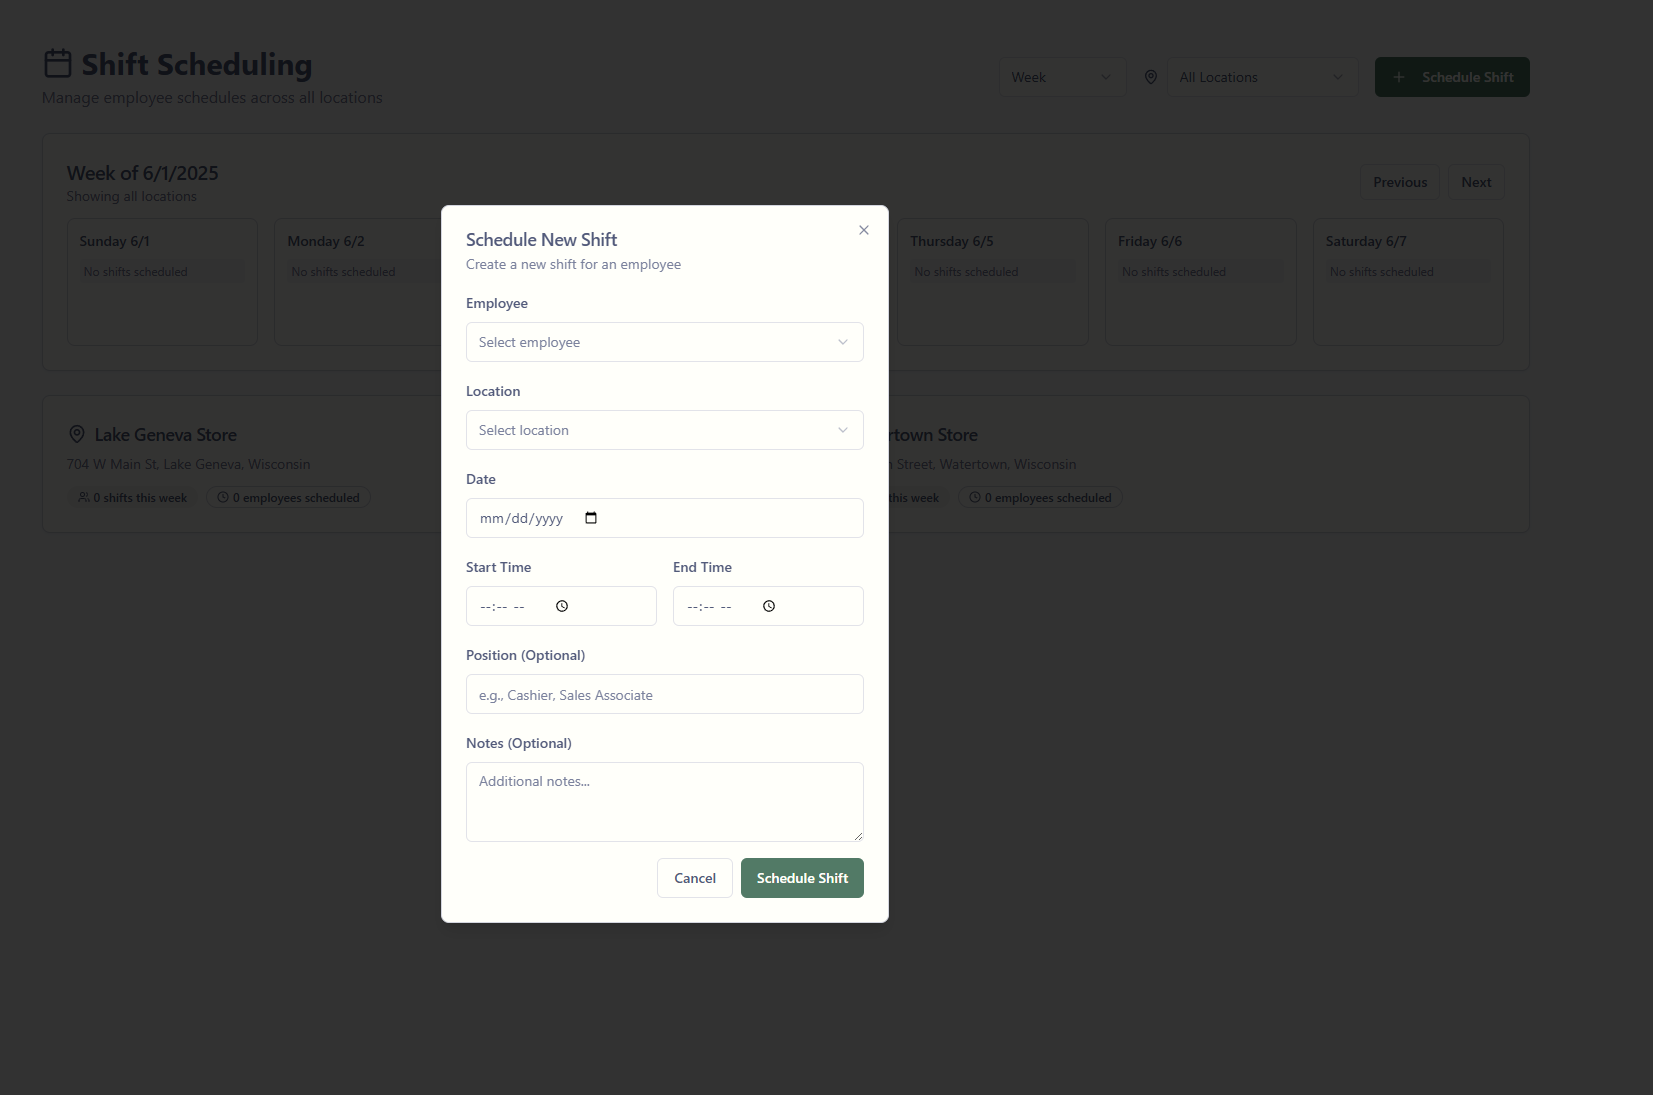 Shift Scheduling
Manage employee schedules across all locations
Week
All Locations
Schedule Shift
Week of 6/1/2025
Showing all locations
Previous
Next
Sunday 6/1
No shifts scheduled
Monday 6/2
No shifts scheduled
Thursday 6/5
No shifts scheduled
Friday 6/6
No shifts scheduled
Saturday 6/7
No shifts scheduled
Lake Geneva Store
704 W Main St, Lake Geneva, Wisconsin
0 shifts this week
0 employees scheduled
rtown Store
Street, Watertown, Wisconsin
this week
0 employees scheduled
Schedule New Shift
Create a new shift for an employee
Employee
Select employee
Location
Select location
Date
mm/dd/yyyy
Start Time
End Time
--:-- --
--:-- --
Position (Optional)
e.g., Cashier, Sales Associate
Notes (Optional)
Additional notes...
Cancel
Schedule Shift